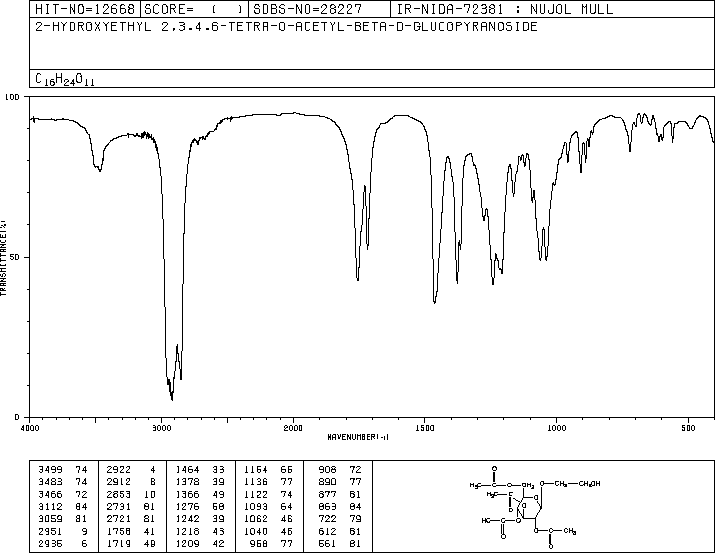 HIT-NO=12668 SCORE= ( ) SDBS-NO=28227 IR-NIDA-72381 : NUJOL MULL
2-HYDROXYETHYL 2,3,4,6-TETRA-O-ACETYL-BETA-D-GLUCOPYRANOSIDE
C16H24O11
100
50
0
TRANSMITTANCE(%)
4000 3000 2000 1500 1000 500
WAVENUMBER(-1)
3499 74 2922 4 1464 33 1164 66 908 72
3483 74 2912 8 1378 39 1136 77 890 77
3466 72 2853 10 1366 49 1122 74 877 81
3112 84 2731 81 1276 58 1093 64 863 84
3059 81 2721 81 1242 39 1062 46 722 79
2951 9 1758 41 1218 43 1040 46 612 81
2936 6 1719 49 1209 42 958 77 561 81